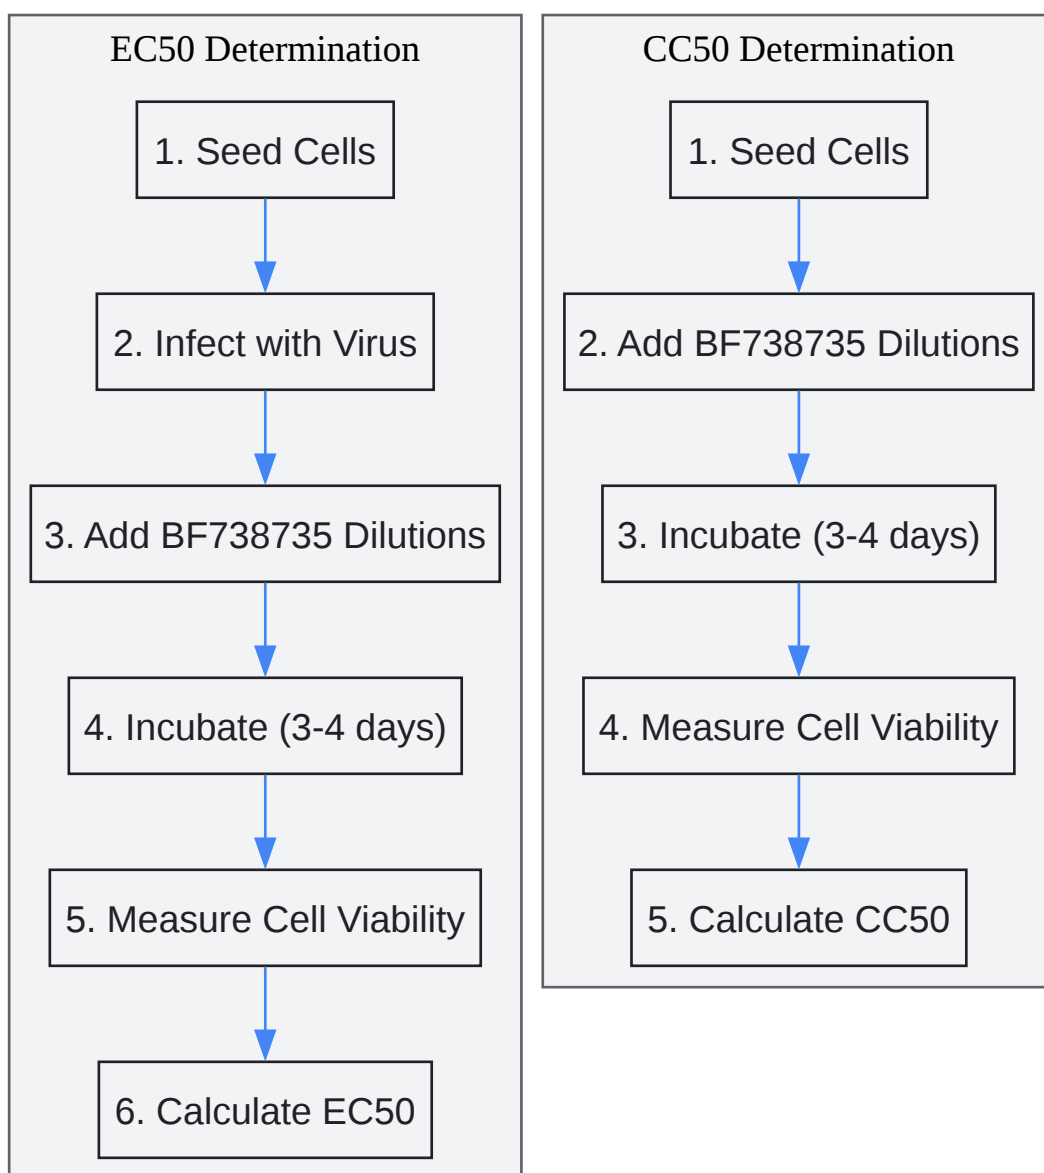 EC50 Determination
1. Seed Cells
2. Infect with Virus
3. Add BF738735 Dilutions
4. Incubate (3-4 days)
5. Measure Cell Viability
6. Calculate EC50
CC50 Determination
1. Seed Cells
2. Add BF738735 Dilutions
3. Incubate (3-4 days)
4. Measure Cell Viability
5. Calculate CC50